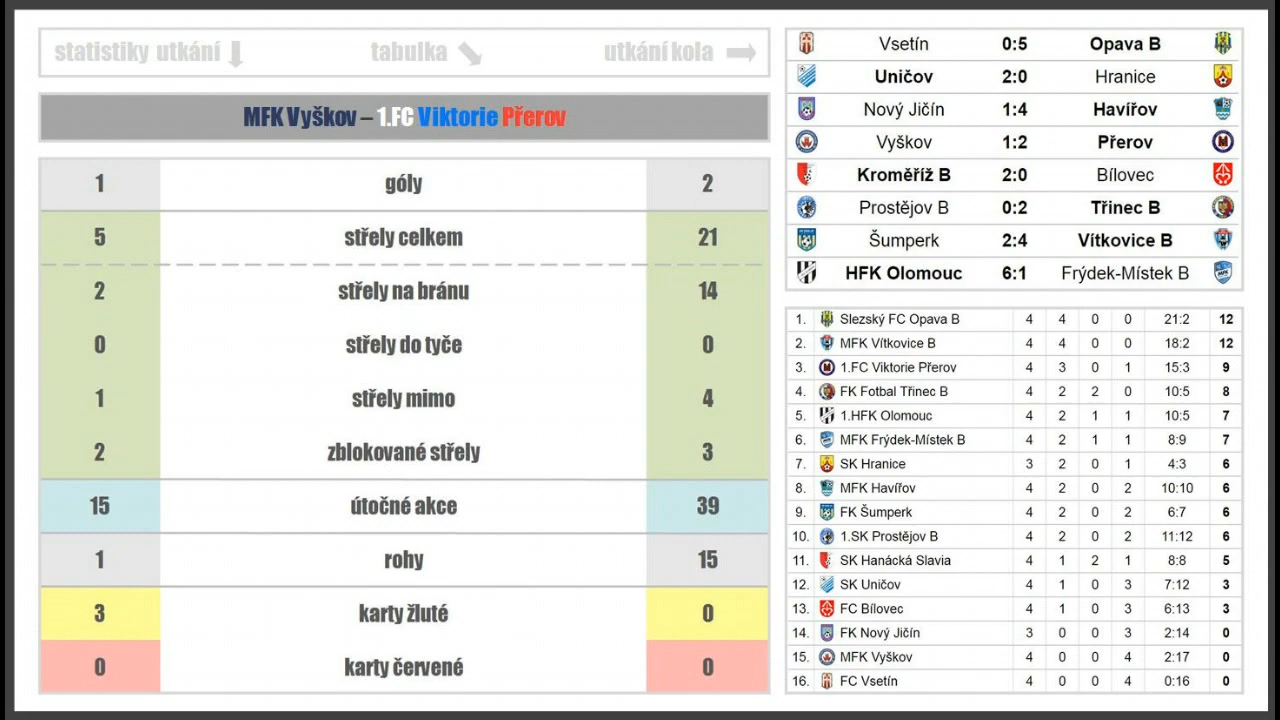 statistiky utkání
tabulka
utkání kola
MFK Vyškov – 1.FC Viktorie Přerov
1 góly 2
5 střely celkem 21
2 střely na bránu 14
0 střely do tyče 0
1 střely mimo 4
2 zblokované střely 3
15 útočné akce 39
1 rohy 15
3 karty žluté 0
0 karty červené 0
Vsetín 0:5 Opava B
Uničov 2:0 Hranice
Nový Jičín 1:4 Havířov
Vyškov 1:2 Přerov
Kroměříž B 2:0 Bílovec
Prostějov B 0:2 Třinec B
Šumperk 2:4 Vítkovice B
HFK Olomouc 6:1 Frýdek-Místek B
1. Slezský FC Opava B 4 4 0 0 21:2 12
2. MFK Vítkovice B 4 4 0 0 18:2 12
3. 1.FC Viktorie Přerov 4 3 0 1 15:3 9
4. FK Fotbal Třinec B 4 2 2 0 10:5 8
5. 1.HFK Olomouc 4 2 1 1 10:5 7
6. MFK Frýdek-Místek B 4 2 1 1 8:9 7
7. SK Hranice 3 2 0 1 4:3 6
8. MFK Havířov 4 2 0 2 10:10 6
9. FK Šumperk 4 2 0 2 6:7 6
10. 1.SK Prostějov B 4 2 0 2 11:12 6
11. SK Hanácká Slavia 4 1 2 1 8:8 5
12. SK Uničov 4 1 0 3 7:12 3
13. FC Bílovec 4 1 0 3 6:13 3
14. FK Nový Jičín 3 0 0 3 2:14 0
15. MFK Vyškov 4 0 0 4 2:17 0
16. FC Vsetín 4 0 0 4 0:16 0